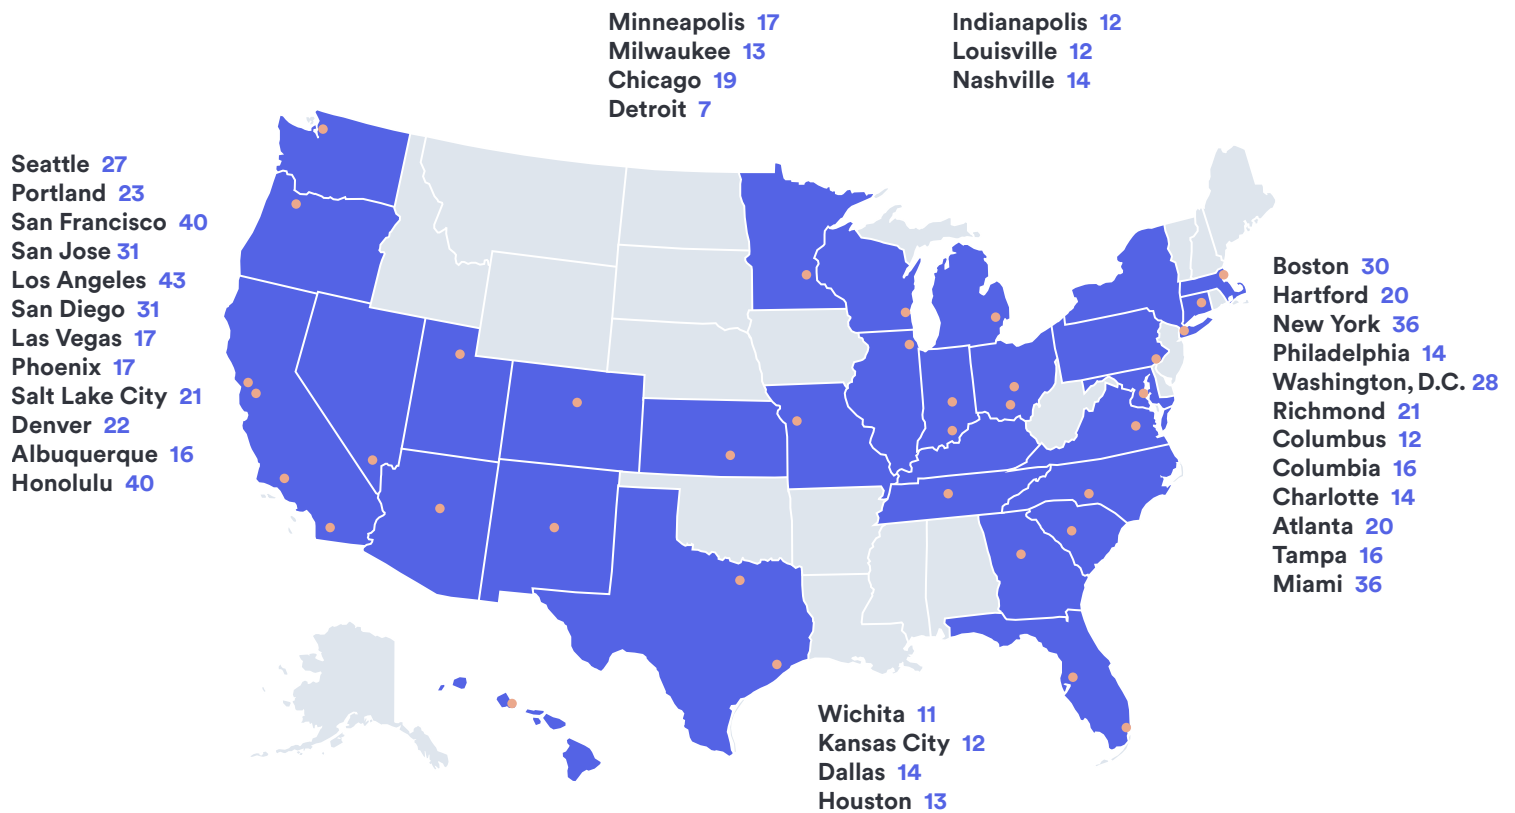 Minneapolis 17
Milwaukee 13
Chicago 19
Detroit 7
Indianapolis 12
Louisville 12
Nashville 14
Seattle 27
Portland 23
San Francisco 40
San Jose 31
Los Angeles 43
San Diego 31
Las Vegas 17
Phoenix 17
Salt Lake City 21
Denver 22
Albuquerque 16
Honolulu 40
Boston 30
Hartford 20
New York 36
Philadelphia 14
Washington, D.C. 28
Richmond 21
Columbus 12
Columbia 16
Charlotte 14
Atlanta 20
Tampa 16
Miami 36
Wichita 11
Kansas City 12
Dallas 14
Houston 13